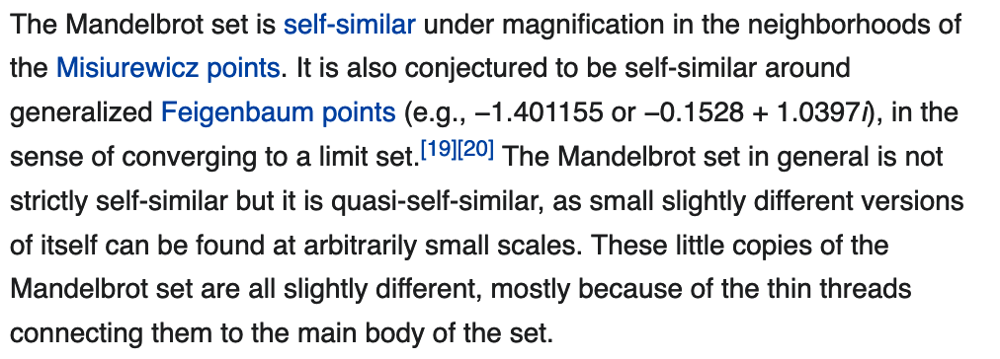 The Mandelbrot set is self-similar under magnification in the neighborhoods of
the Misiurewicz points. It is also conjectured to be self-similar around
generalized Feigenbaum points (e.g., −1.401155 or −0.1528 + 1.0397i), in the
sense of converging to a limit set.[19][20] The Mandelbrot set in general is not
strictly self-similar but it is quasi-self-similar, as small slightly different versions
of itself can be found at arbitrarily small scales. These little copies of the
Mandelbrot set are all slightly different, mostly because of the thin threads
connecting them to the main body of the set.